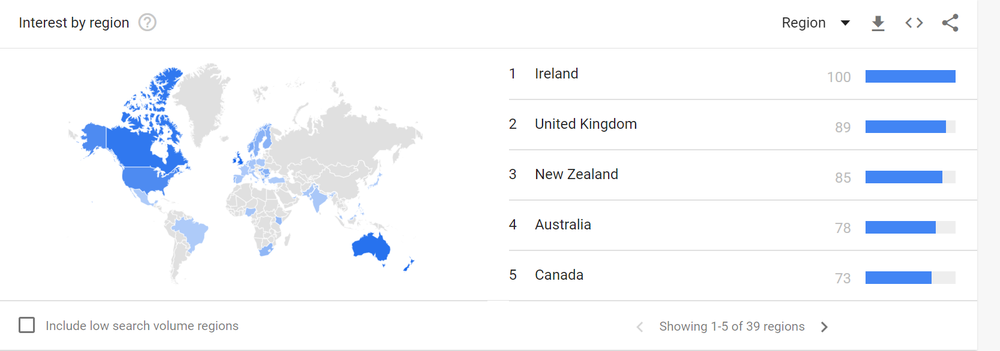 Interest by region ?
Region
1 Ireland 100
2 United Kingdom 89
3 New Zealand 85
4 Australia 78
5 Canada 73
Include low search volume regions
Showing 1-5 of 39 regions